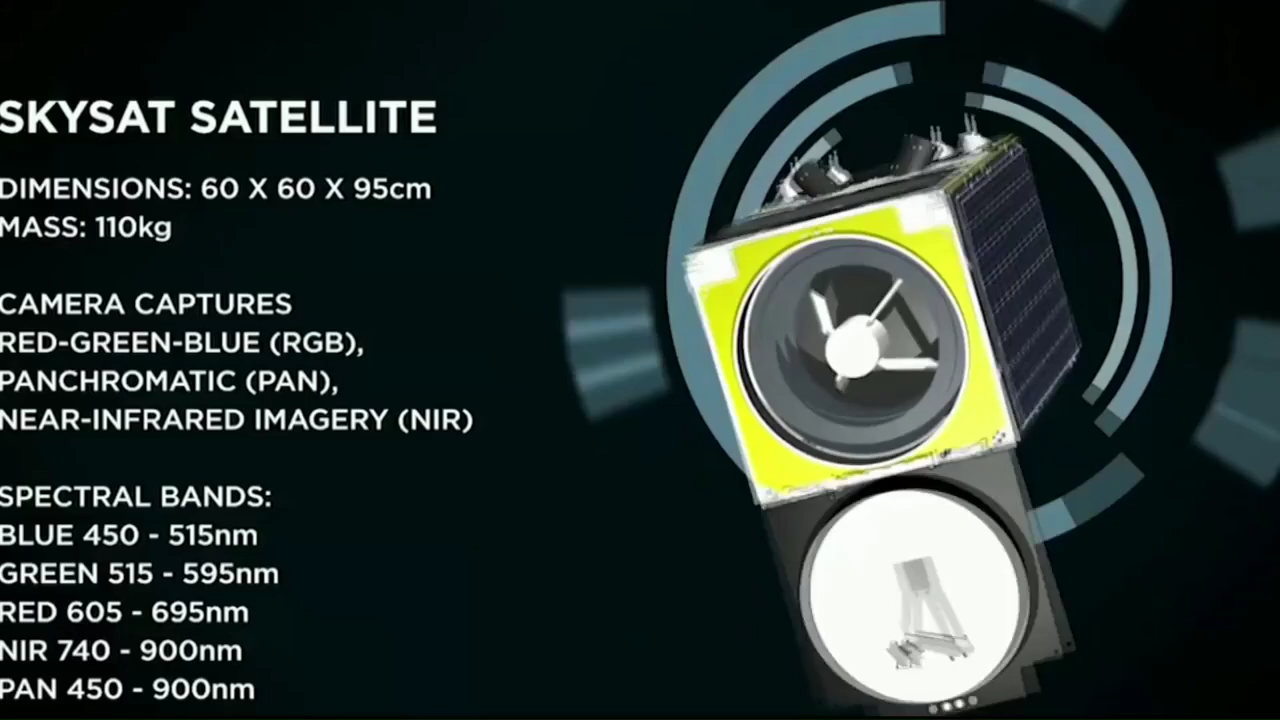 SKYSAT SATELLITE
DIMENSIONS: 60 X 60 X 95cm
MASS: 110kg
CAMERA CAPTURES
RED-GREEN-BLUE (RGB),
PANCHROMATIC (PAN),
NEAR-INFRARED IMAGERY (NIR)
SPECTRAL BANDS:
BLUE 450 - 515nm
GREEN 515 - 595nm
RED 605 - 695nm
NIR 740 - 900nm
PAN 450 - 900nm